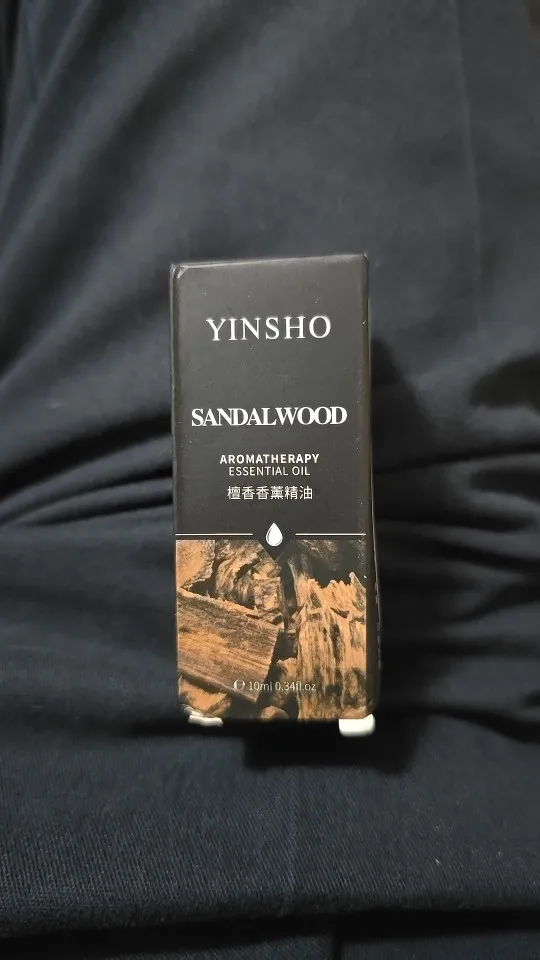 YINSHO
SANDALWOOD
AROMATHERAPY
ESSENTIAL OIL
檀香香薰精油
℮ 10ml 0.34fl.oz